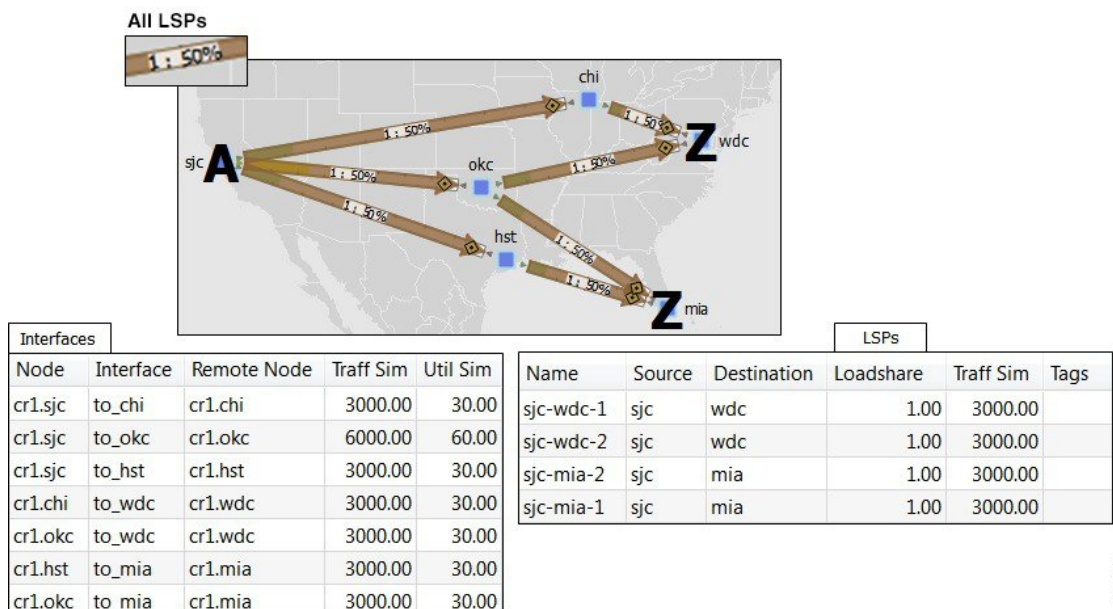 All LSPs
1 : 50%
chi
1 : 50%
1 : 50%
Z
wdc
sjc
A
okc
1 : 50%
1 : 50%
1 : 50%
hst
1 : 50%
1 : 50%
Z
mia
Interfaces
Node Interface Remote Node Traff Sim Util Sim
cr1.sjc to_chi cr1.chi 3000.00 30.00
cr1.sjc to_okc cr1.okc 6000.00 60.00
cr1.sjc to_hst cr1.hst 3000.00 30.00
cr1.chi to_wdc cr1.wdc 3000.00 30.00
cr1.okc to_wdc cr1.wdc 3000.00 30.00
cr1.hst to_mia cr1.mia 3000.00 30.00
cr1.okc to_mia cr1.mia 3000.00 30.00
LSPs
Name Source Destination Loadshare Traff Sim Tags
sjc-wdc-1 sjc wdc 1.00 3000.00
sjc-wdc-2 sjc wdc 1.00 3000.00
sjc-mia-2 sjc mia 1.00 3000.00
sjc-mia-1 sjc mia 1.00 3000.00